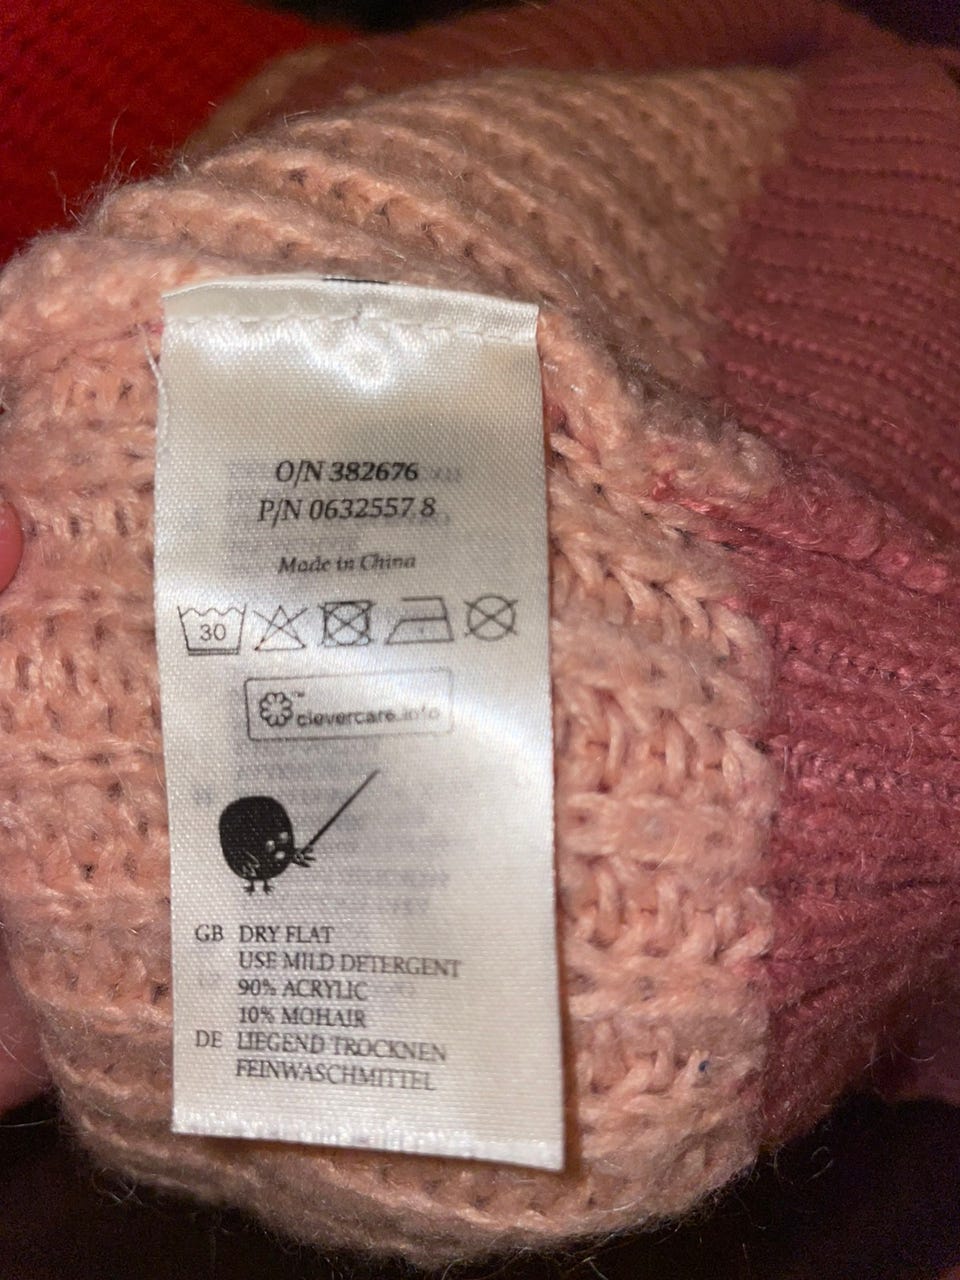 O/N 382676
P/N 0632557 8
Made in China
30
™
clevercare.info
GB DRY FLAT
USE MILD DETERGENT
90% ACRYLIC
10% MOHAIR
DE LIEGEND TROCKNEN
FEINWASCHMITTEL